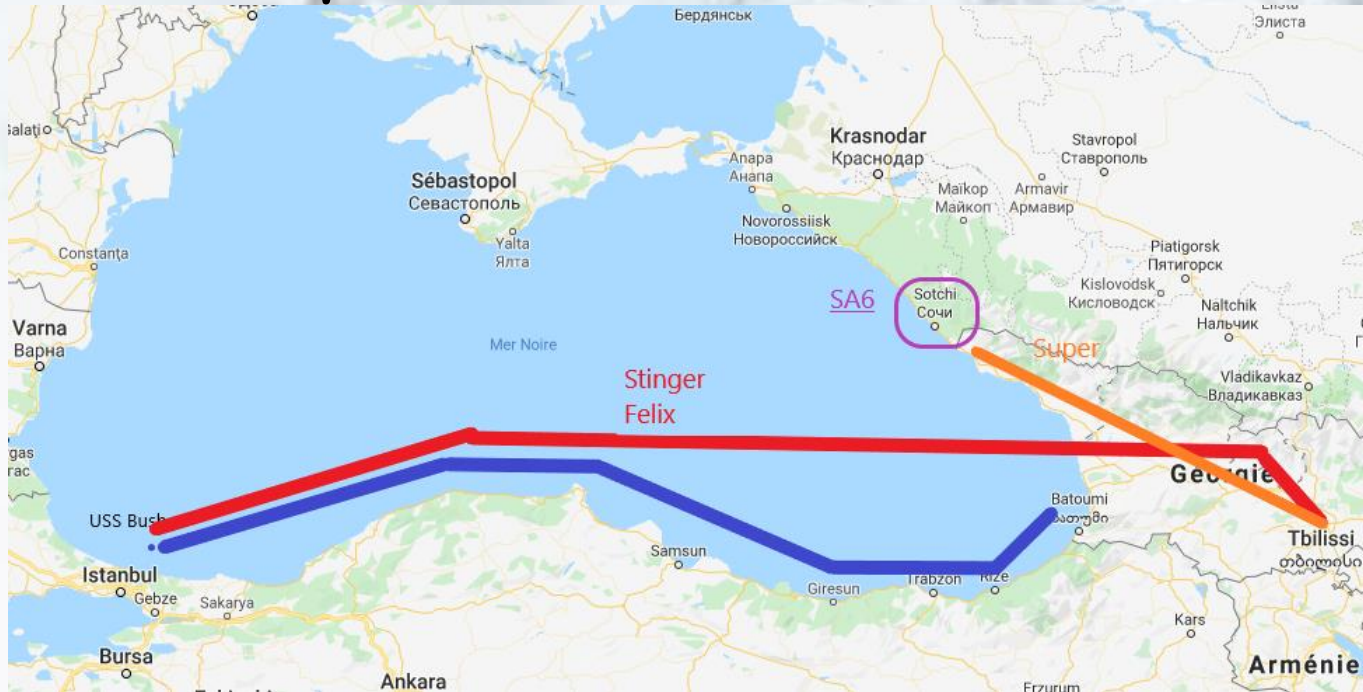 Бердянськ
Элиста
Элиста
Galați
Krasnodar
Краснодар
Stavropol
Ставрополь
Anapa
Анапа
Sébastopol
Севастополь
Maïkop
Майкоп
Armavir
Армавир
Novorossiisk
Новороссийск
Yalta
Ялта
Constanța
Piatigorsk
Пятигорск
Kislovodsk
Кисловодск
SA6
Sotchi
Сочи
Naltchik
Нальчик
Varna
Варна
Mer Noire
Super
Stinger
Felix
Vladikavkaz
Владикавказ
Géorgie
USS Bush
Batoumi
ბათუმი
Tbilissi
თბილისი
Istanbul
Gebze
Sakarya
Samsun
Giresun
Trabzon
Rize
Kars
Bursa
Ankara
Erzurum
Arménie